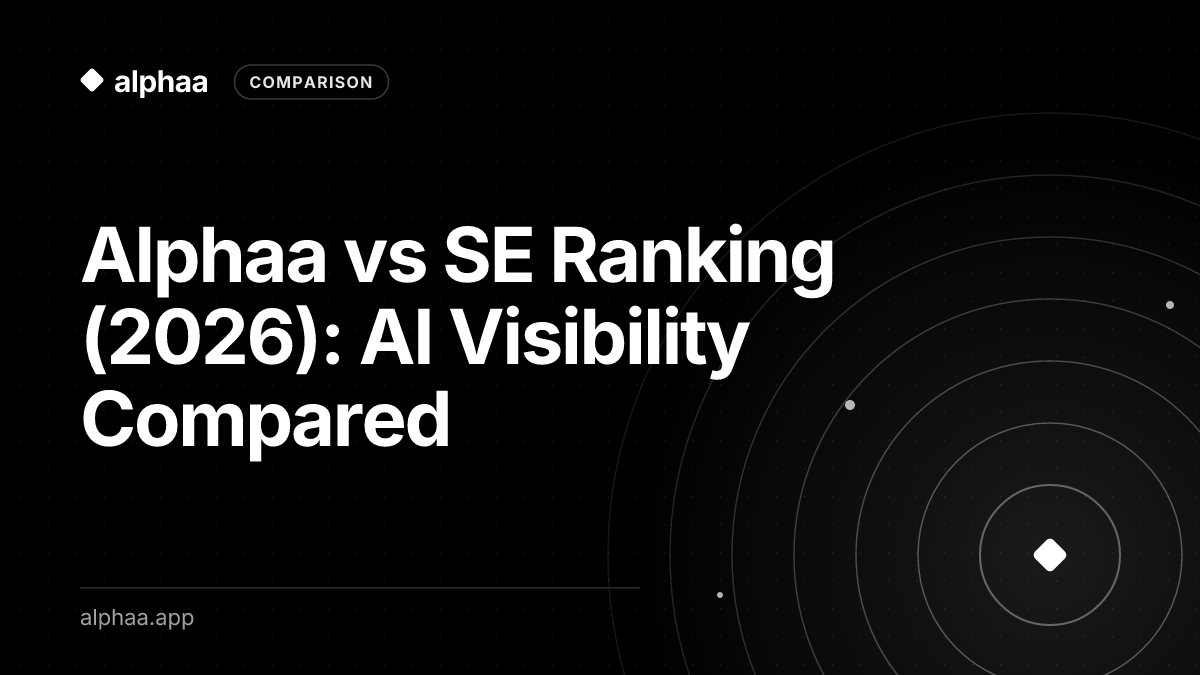 alphaa
COMPARISON
Alphaa vs SE Ranking
(2026): AI Visibility
Compared
alphaa.app